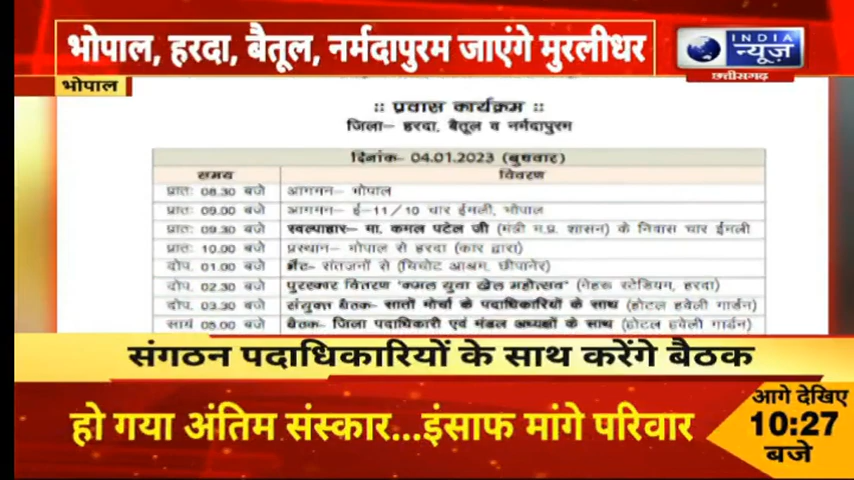 भोपाल, हरदा, बैतूल, नर्मदापुरम जाएंगे मुरलीधर
INDIA
न्यूज़
छत्तीसगढ़
भोपाल
:: प्रवास कार्यक्रम ::
जिला- हरदा, बैतूल व नर्मदापुरम
दिनांक- 04.01.2023 (बुधवार)
समय विवरण
प्रातः 08.30 बजे आगमन- भोपाल
प्रातः 09.00 बजे आगमन- ई-11/10 चार ईमली, भोपाल
प्रातः 09.30 बजे स्वल्पाहार- मा. कमल पटेल जी (मंत्री म.प्र. शासन) के निवास चार ईमली
प्रातः 10.00 बजे प्रस्थान- भोपाल से हरदा (कार द्वारा)
दोप. 01.00 बजे भेंट- संतजनों से (चिचोट आश्रम, छीपानेर)
दोप. 02.30 बजे पुरस्कार वितरण 'कमल युवा खेल महोत्सव' (नेहरू स्टेडियम, हरदा)
दोप. 03.30 बजे संयुक्त बैठक- सातों मोर्चा के पदाधिकारियों के साथ (होटल हवेली गार्डन)
सायं 05.00 बजे बैठक- जिला पदाधिकारी एवं मंडल अध्यक्षों के साथ (होटल हवेली गार्डन)
संगठन पदाधिकारियों के साथ करेंगे बैठक
हो गया अंतिम संस्कार...इंसाफ मांगे परिवार
आगे देखिए
10:27
बजे